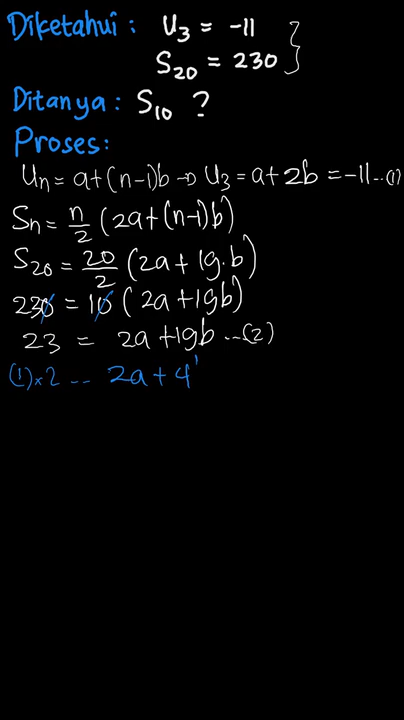 Diketahui : U₃ = -11
S₂₀ = 230
Ditanya : S₁₀ ?
Proses:
Un = a+(n-1)b → U₃ = a+2b = -11 ...(1)
Sn = n/2 (2a+(n-1)b)
S₂₀ = 20/2 (2a+19.b)
230 = 10 (2a+19b)
23 = 2a+19b ...(2)
(1)×2 ... 2a+4